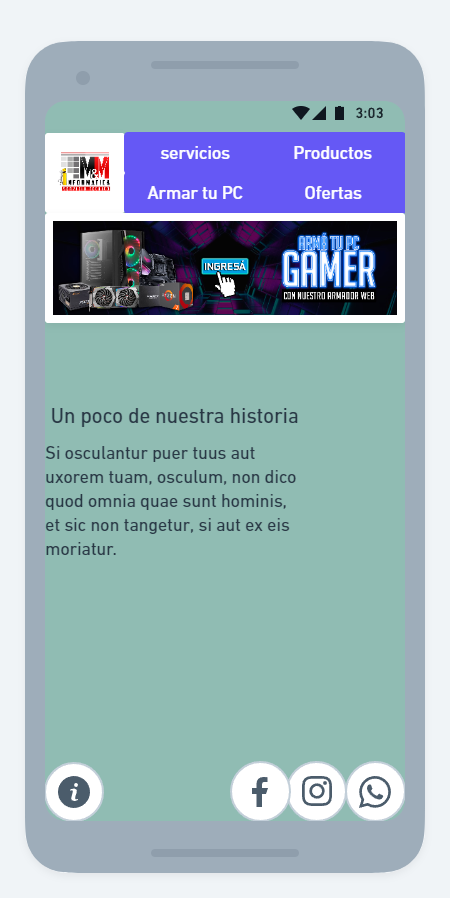 3:03
servicios Productos
M&M
INFORMATICA
SERVICIO TECNICO
Armar tu PC Ofertas
INGRESÁ
ARMÁ TU PC
GAMER
CON NUESTRO ARMADOR WEB
Un poco de nuestra historia
Si osculantur puer tuus aut
uxorem tuam, osculum, non dico
quod omnia quae sunt hominis,
et sic non tangetur, si aut ex eis
moriatur.